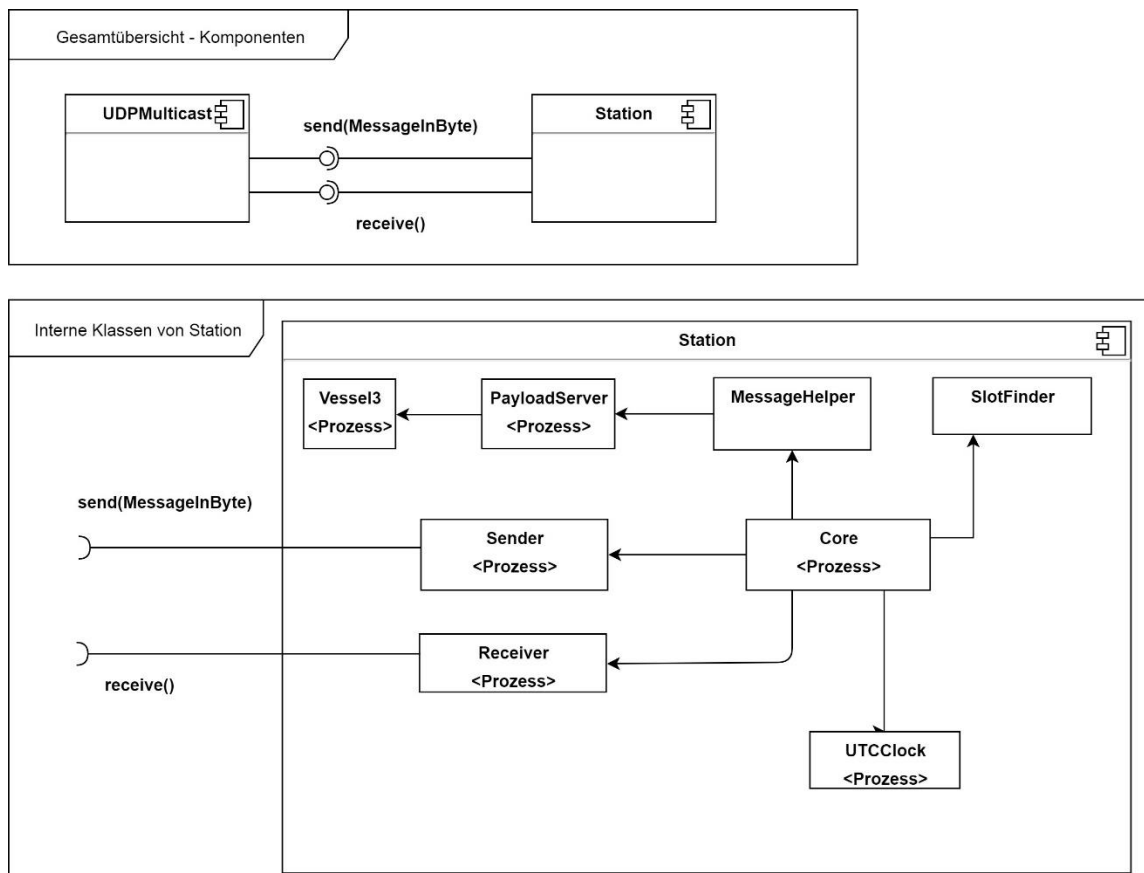 Gesamtübersicht - Komponenten
UDPMulticast
send(MessageInByte)
Station
receive()
Interne Klassen von Station
Station
Vessel3
<Prozess>
PayloadServer
<Prozess>
MessageHelper
SlotFinder
send(MessageInByte)
Sender
<Prozess>
Core
<Prozess>
receive()
Receiver
<Prozess>
UTCClock
<Prozess>